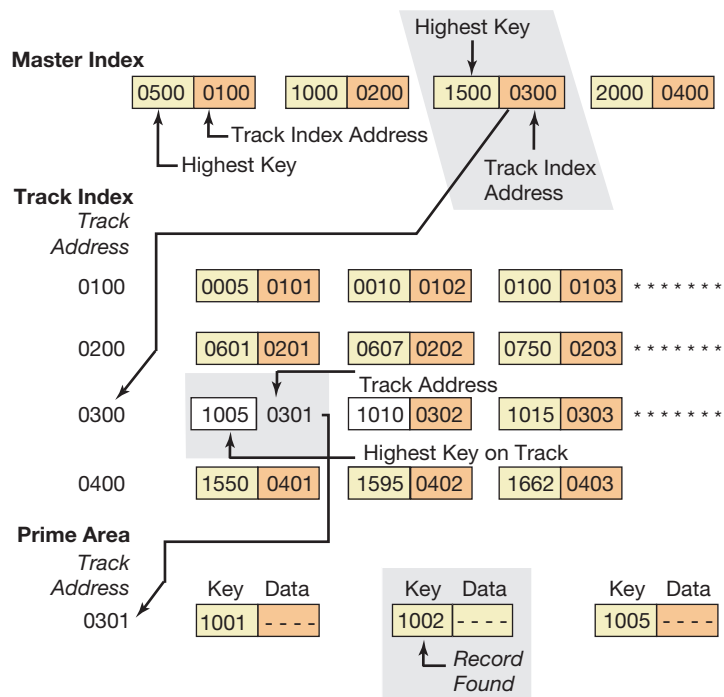 Highest Key
Master Index
0500 0100 1000 0200 1500 0300 2000 0400
Track Index Address
Highest Key
Track Index
Address
Track Index
Track
Address
0100 0005 0101 0010 0102 0100 0103 * * * * * * *
0200 0601 0201 0607 0202 0750 0203 * * * * * * *
Track Address
0300 1005 0301 1010 0302 1015 0303 * * * * * * *
Highest Key on Track
0400 1550 0401 1595 0402 1662 0403
Prime Area
Track
Address
Key Data Key Data Key Data
0301 1001 - - - - 1002 - - - - 1005 - - - -
Record
Found